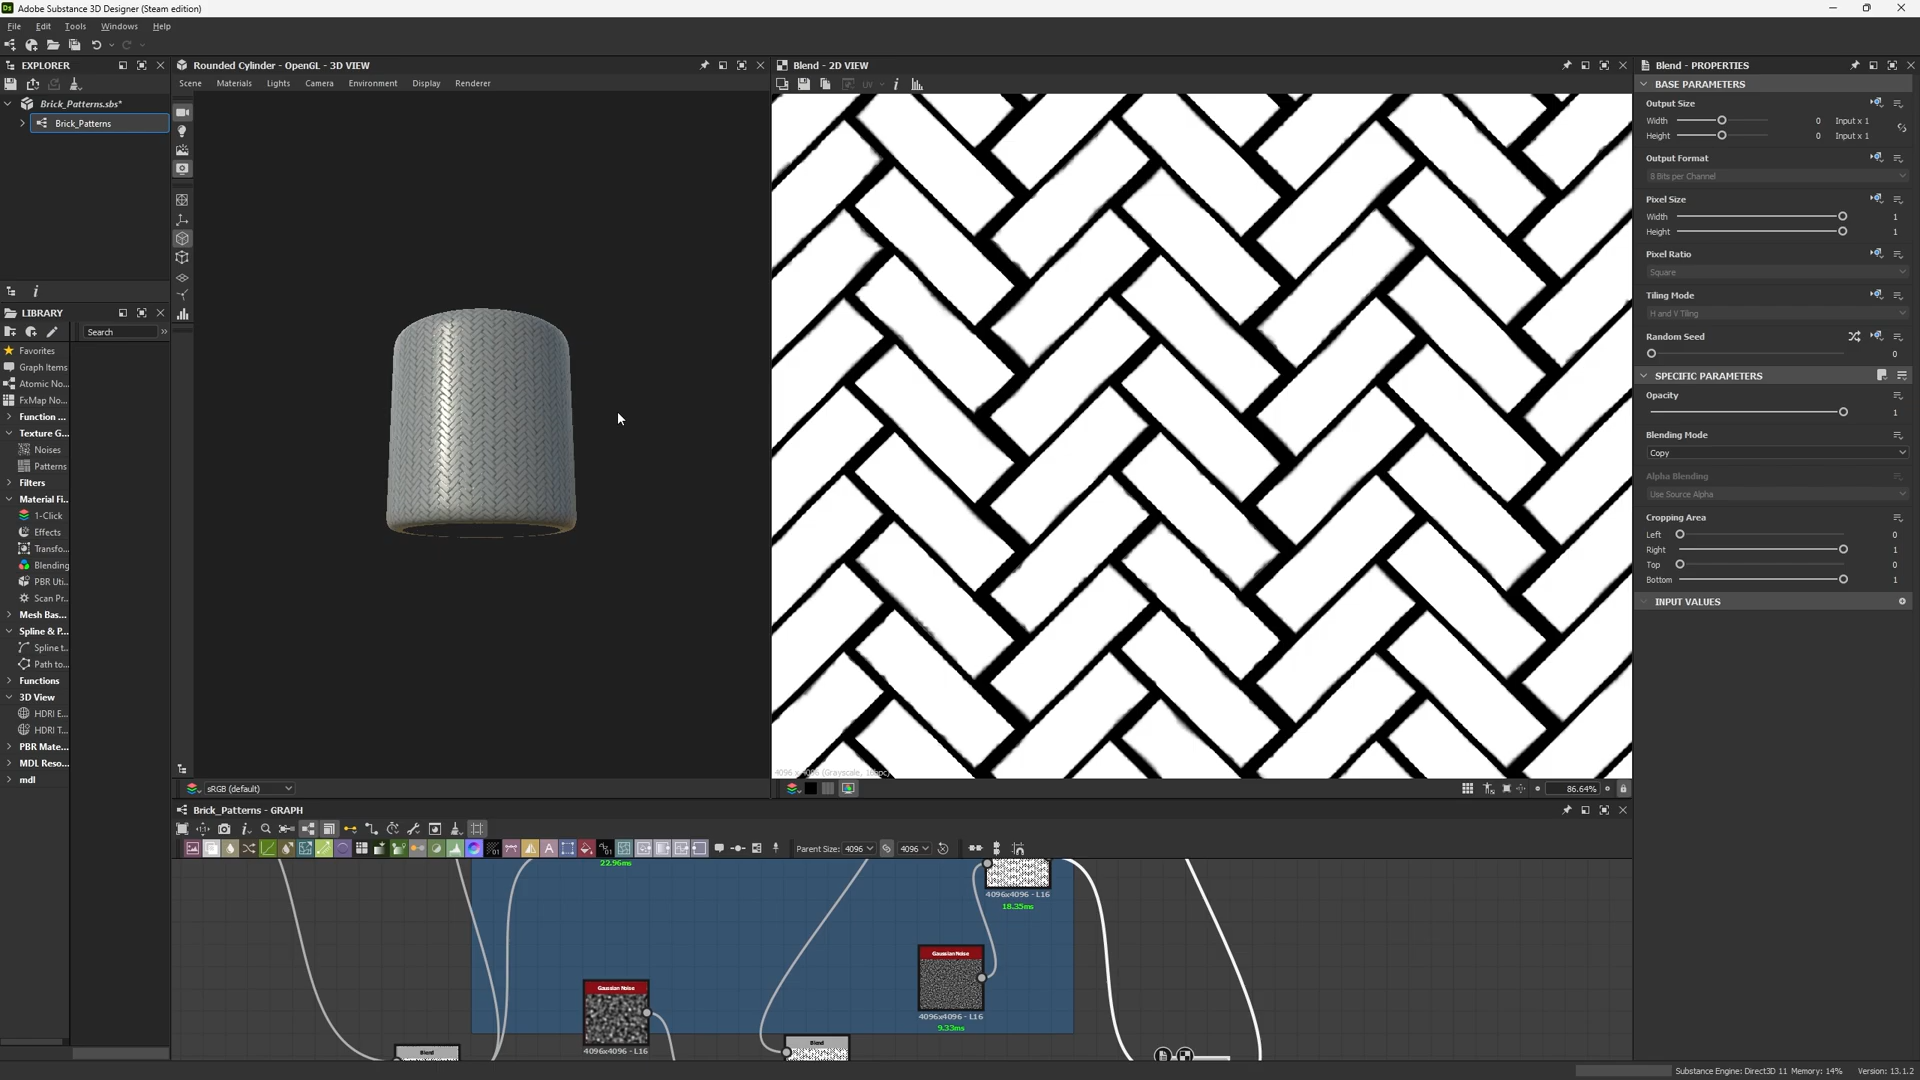 Adobe Substance 3D Designer (Steam edition)
File Edit Tools Windows Help
EXPLORER
Brick_Patterns.sbs*
Brick_Patterns
LIBRARY
Search
Favorites
Graph Items
Atomic No...
FxMap No...
Function ...
Texture G...
Noises
Patterns
Filters
Material Fi...
1-Click
Effects
Transfo...
Blending
PBR Uti...
Scan Pr...
Mesh Bas...
Spline & P...
Spline t...
Path to...
Functions
3D View
HDRI E...
HDRI T...
PBR Mate...
MDL Reso...
mdl
Rounded Cylinder - OpenGL - 3D VIEW
Scene Materials Lights Camera Environment Display Renderer
sRGB (default)
Blend - 2D VIEW
UV
86.64%
Blend - PROPERTIES
BASE PARAMETERS
Output Size
Width 0 Input x 1
Height 0 Input x 1
Output Format
8 Bits per Channel
Pixel Size
Width 1
Height 1
Pixel Ratio
Square
Tiling Mode
H and V Tiling
Random Seed
0
SPECIFIC PARAMETERS
Opacity
1
Blending Mode
Copy
Alpha Blending
Use Source Alpha
Cropping Area
Left 0
Right 1
Top 0
Bottom 1
INPUT VALUES
Brick_Patterns - GRAPH
Parent Size: 4096 4096
22.96ms
4096x4096 - L16
18.35ms
Gaussian Noise
4096x4096 - L16
9.33ms
Gaussian Noise
4096x4096 - L16
Blend
Blend
Substance Engine: Direct3D 11 Memory: 14% Version: 13.1.2